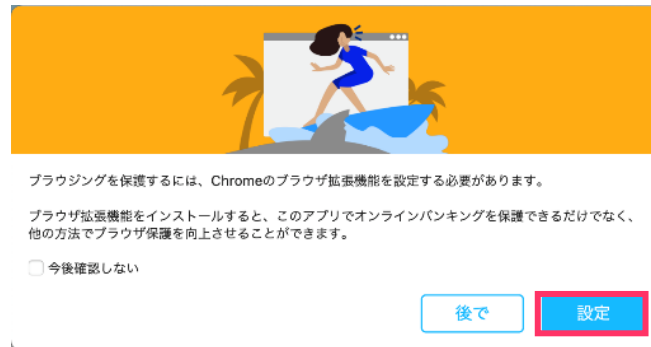 ブラウジングを保護するには、Chromeのブラウザ拡張機能を設定する必要があります。
ブラウザ拡張機能をインストールすると、このアプリでオンラインバンキングを保護できるだけでなく、
他の方法でブラウザ保護を向上させることができます。
今後確認しない
後で
設定